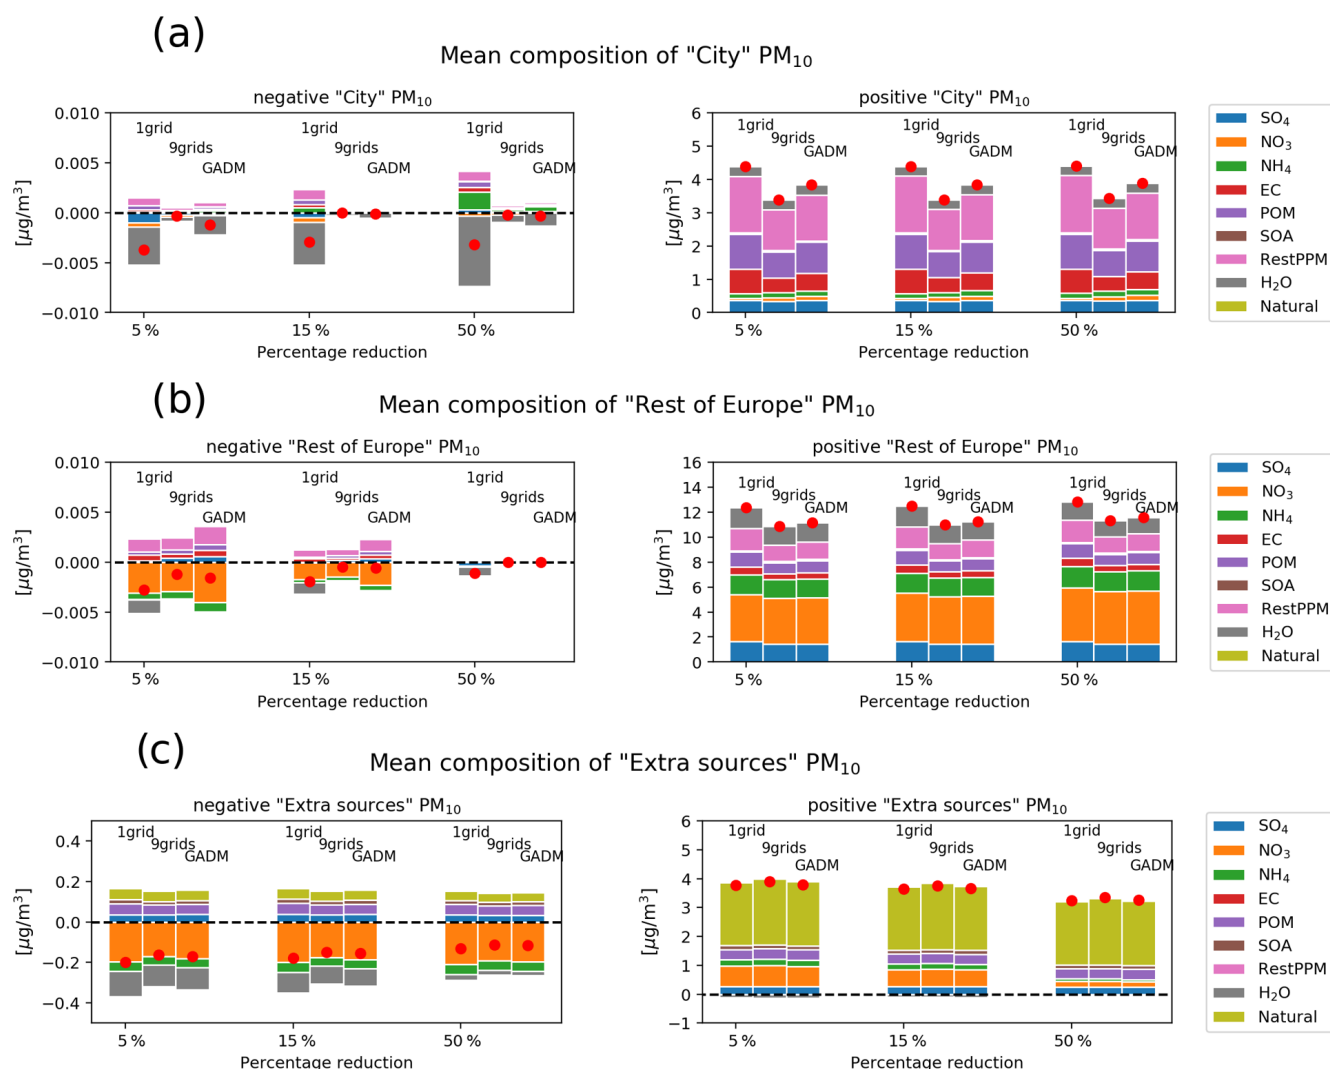 (a)
Mean composition of "City" PM₁₀
negative "City" PM₁₀
[µg/m³]
0.010
0.005
0.000
−0.005
−0.010
1grid
9grids
GADM
1grid
9grids
GADM
1grid
9grids
GADM
5 %
15 %
50 %
Percentage reduction
positive "City" PM₁₀
[µg/m³]
6
5
4
3
2
1
0
1grid
9grids
GADM
1grid
9grids
GADM
1grid
9grids
GADM
5 %
15 %
50 %
Percentage reduction
SO₄
NO₃
NH₄
EC
POM
SOA
RestPPM
H₂O
Natural
(b)
Mean composition of "Rest of Europe" PM₁₀
negative "Rest of Europe" PM₁₀
[µg/m³]
0.010
0.005
0.000
−0.005
−0.010
1grid
9grids
GADM
1grid
9grids
GADM
1grid
9grids
GADM
5 %
15 %
50 %
Percentage reduction
positive "Rest of Europe" PM₁₀
[µg/m³]
16
14
12
10
8
6
4
2
0
1grid
9grids
GADM
1grid
9grids
GADM
1grid
9grids
GADM
5 %
15 %
50 %
Percentage reduction
SO₄
NO₃
NH₄
EC
POM
SOA
RestPPM
H₂O
Natural
(c)
Mean composition of "Extra sources" PM₁₀
negative "Extra sources" PM₁₀
[µg/m³]
0.4
0.2
0.0
−0.2
−0.4
1grid
9grids
GADM
1grid
9grids
GADM
1grid
9grids
GADM
5 %
15 %
50 %
Percentage reduction
positive "Extra sources" PM₁₀
[µg/m³]
6
5
4
3
2
1
0
−1
1grid
9grids
GADM
1grid
9grids
GADM
1grid
9grids
GADM
5 %
15 %
50 %
Percentage reduction
SO₄
NO₃
NH₄
EC
POM
SOA
RestPPM
H₂O
Natural